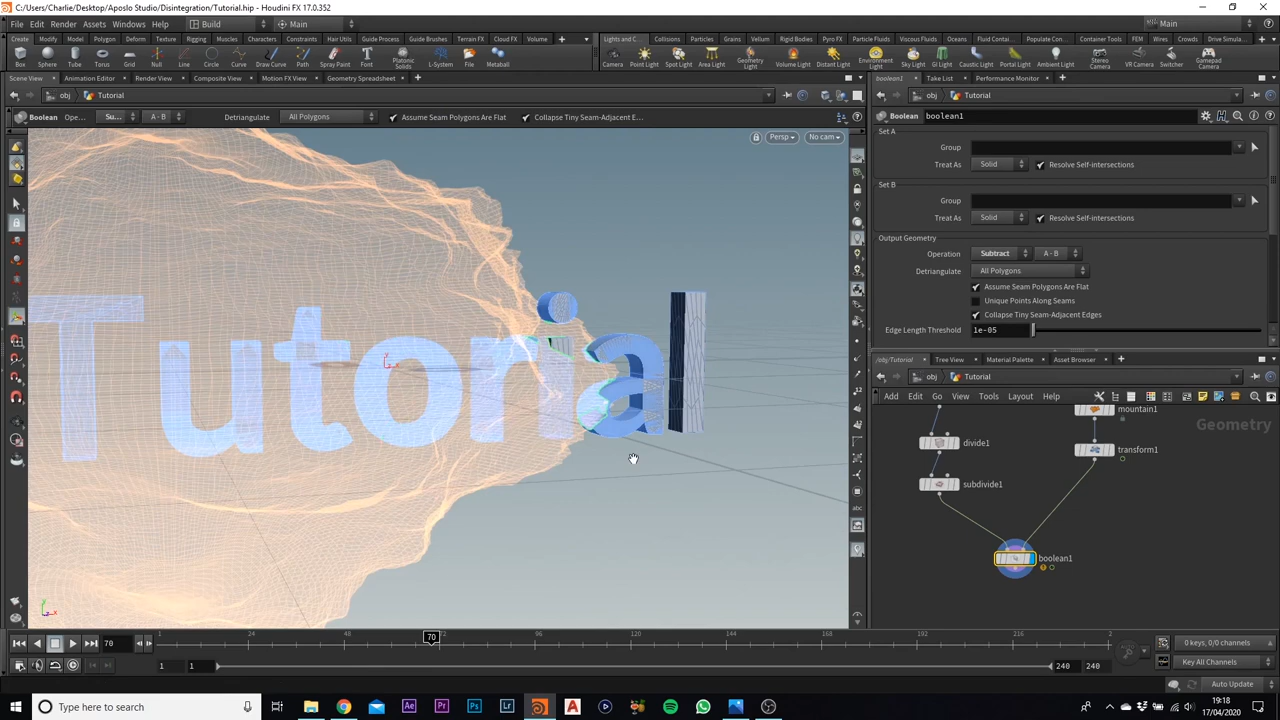 C:/Users/Charlie/Desktop/Aposlo Studio/Disintegration/Tutorial.hip - Houdini FX 17.0.352
File Edit Render Assets Windows Help Build Main Main
Create Modify Model Polygon Deform Texture Rigging Muscles Characters Constraints Hair Utils Guide Process Guide Brushes Terrain FX Cloud FX Volume
Lights and C... Collisions Particles Grains Vellum Rigid Bodies Particle Fluids Viscous Fluids Oceans Fluid Contai... Populate Con... Container Tools Pyro FX FEM Wires Crowds Drive Simula...
Box Sphere Tube Torus Grid Null Line Circle Curve Draw Curve Path Spray Paint Font Platonic Solids L-System Metaball File
Camera Point Light Spot Light Area Light Geometry Light Volume Light Distant Light Environment Light Sky Light GI Light Caustic Light Portal Light Ambient Light Stereo Camera VR Camera Switcher Gamepad Camera
Scene View Animation Editor Render View Composite View Motion FX View Geometry Spreadsheet
boolean1 Take List Performance Monitor
obj Tutorial
obj Tutorial
Boolean Ope... Su... A - B Detriangulate All Polygons Assume Seam Polygons Are Flat Collapse Tiny Seam-Adjacent E...
Boolean boolean1
Persp No cam
Set A
Group
Treat As Solid Resolve Self-intersections
Set B
Group
Treat As Solid Resolve Self-intersections
Output Geometry
Operation Subtract A - B
Detriangulate All Polygons
Assume Seam Polygons Are Flat
Unique Points Along Seams
Collapse Tiny Seam-Adjacent Edges
Edge Length Threshold 1e-05
Tutorial
/obj/Tutorial Tree View Material Palette Asset Browser
obj Tutorial
Add Edit Go View Tools Layout Help
Geometry
mountain1
divide1
transform1
subdivide1
boolean1
abc
70 1 24 48 70 72 96 120 144 168 192 216 2
1 1 240 240
0 keys, 0/0 channels
Key All Channels
Auto Update
Type here to search
19:18
17/04/2020